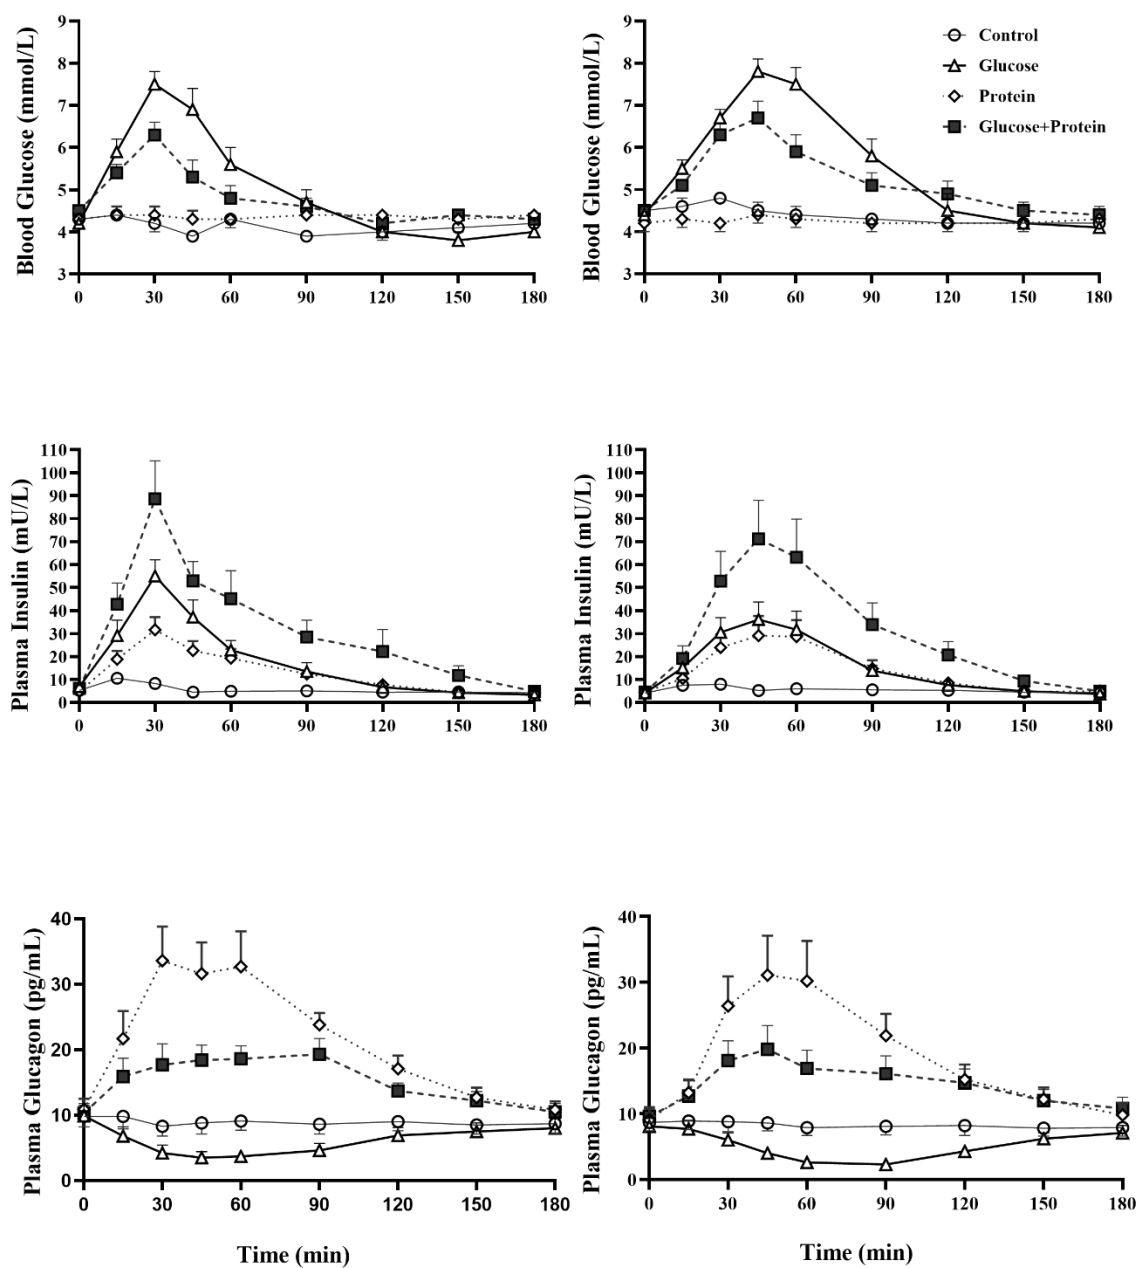 Blood Glucose (mmol/L)
9
8
7
6
5
4
3
0 30 60 90 120 150 180
Blood Glucose (mmol/L)
9
8
7
6
5
4
3
0 30 60 90 120 150 180
Control
Glucose
Protein
Glucose+Protein
Plasma Insulin (mU/L)
110
100
90
80
70
60
50
40
30
20
10
0
0 30 60 90 120 150 180
Plasma Insulin (mU/L)
110
100
90
80
70
60
50
40
30
20
10
0
0 30 60 90 120 150 180
Plasma Glucagon (pg/mL)
40
30
20
10
0
0 30 60 90 120 150 180
Time (min)
Plasma Glucagon (pg/mL)
40
30
20
10
0
0 30 60 90 120 150 180
Time (min)